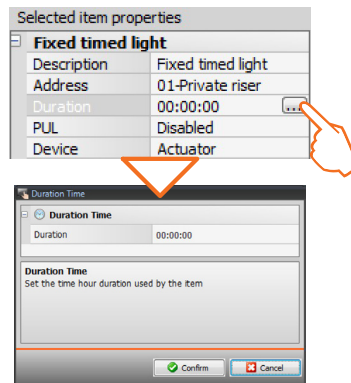 Selected item properties
Fixed timed light
Description Fixed timed light
Address 01-Private riser
Duration 00:00:00 ...
PUL Disabled
Device Actuator
Duration Time
Duration Time
Duration 00:00:00
Duration Time
Set the time hour duration used by the item
Confirm Cancel